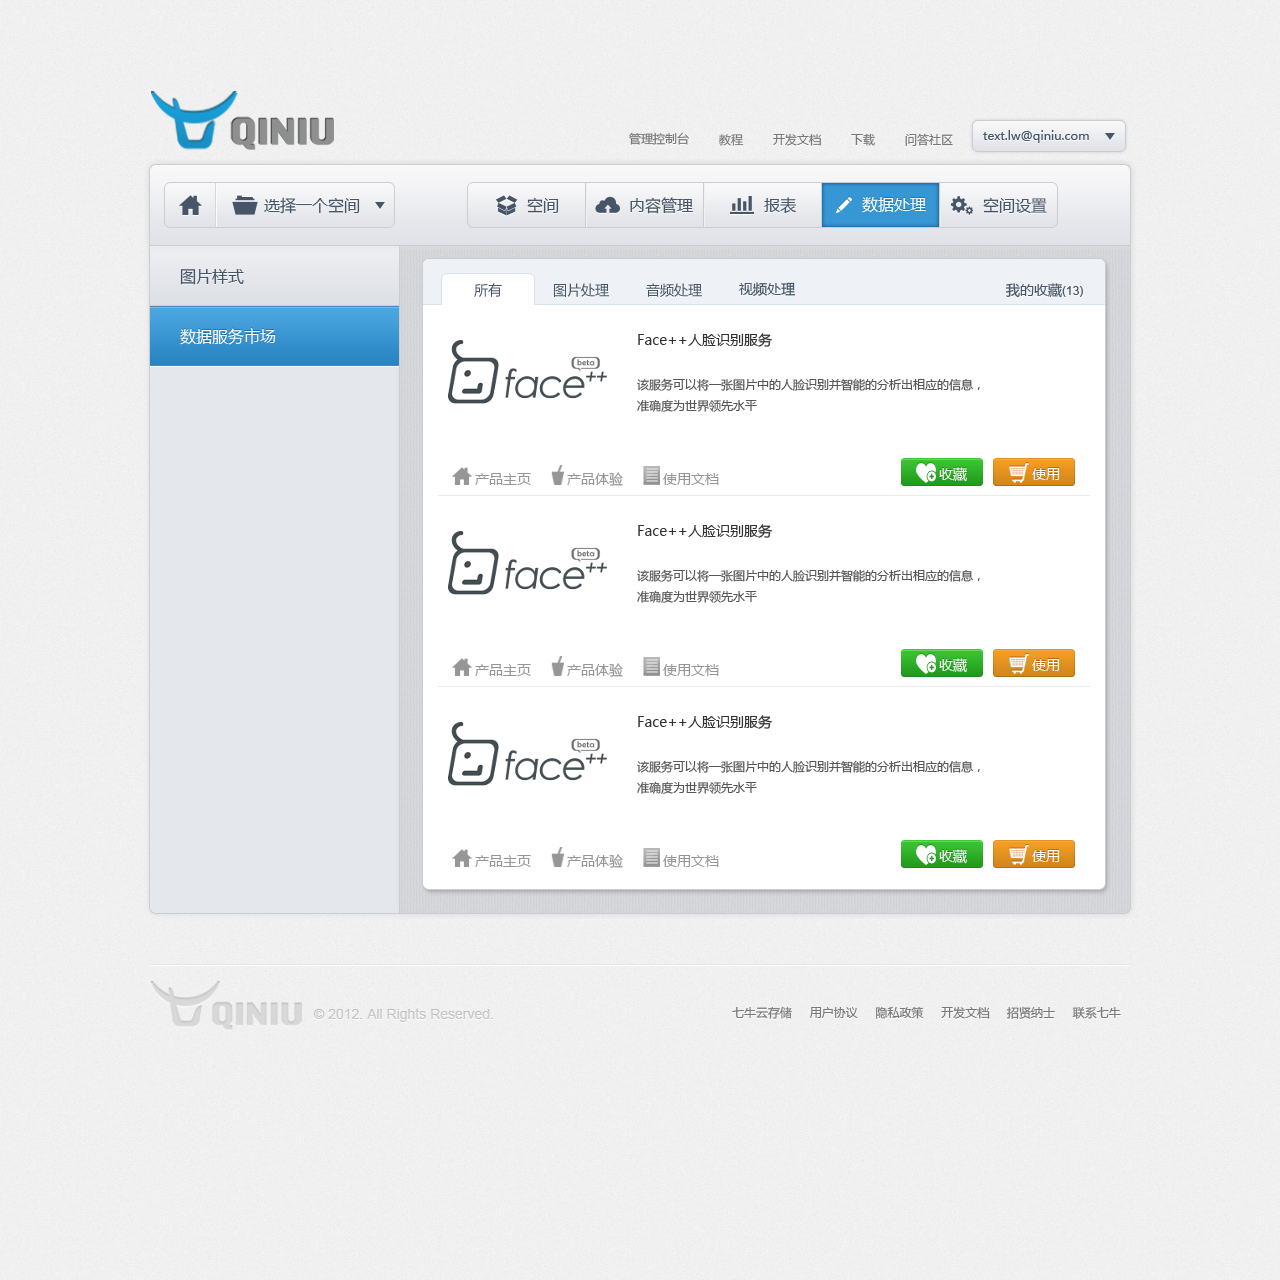 QINIU
管理控制台 教程 开发文档 下载 问答社区 text.lw@qiniu.com
选择一个空间 空间 内容管理 报表 数据处理 空间设置
图片样式
数据服务市场
所有 图片处理 音频处理 视频处理 我的收藏(13)
Face++人脸识别服务
face++ beta
该服务可以将一张图片中的人脸识别并智能的分析出相应的信息，
准确度为世界领先水平
产品主页 产品体验 使用文档 收藏 使用
Face++人脸识别服务
face++ beta
该服务可以将一张图片中的人脸识别并智能的分析出相应的信息，
准确度为世界领先水平
产品主页 产品体验 使用文档 收藏 使用
Face++人脸识别服务
face++ beta
该服务可以将一张图片中的人脸识别并智能的分析出相应的信息，
准确度为世界领先水平
产品主页 产品体验 使用文档 收藏 使用
QINIU © 2012. All Rights Reserved. 七牛云存储 用户协议 隐私政策 开发文档 招贤纳士 联系七牛